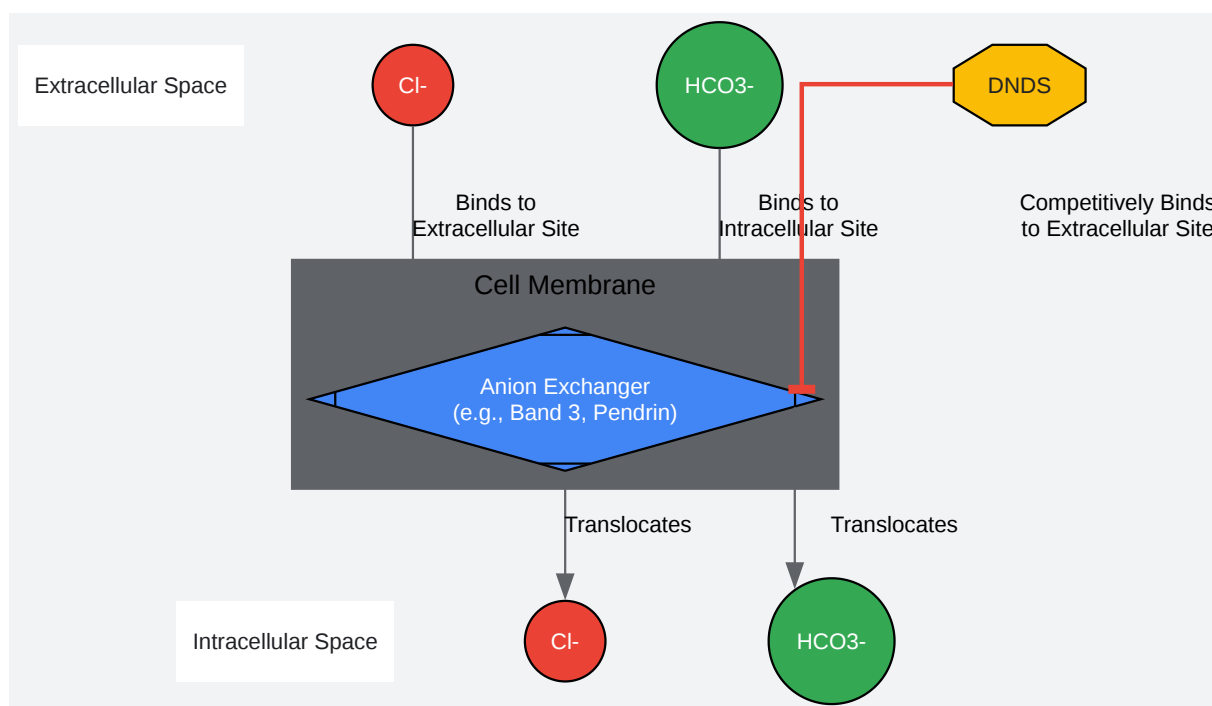 Extracellular Space
Cl-
HCO3-
DNDS
Binds to
Extracellular Site
Binds to
Intracellular Site
Competitively Binds
to Extracellular Site
Cell Membrane
Anion Exchanger
(e.g., Band 3, Pendrin)
Translocates
Translocates
Intracellular Space
Cl-
HCO3-